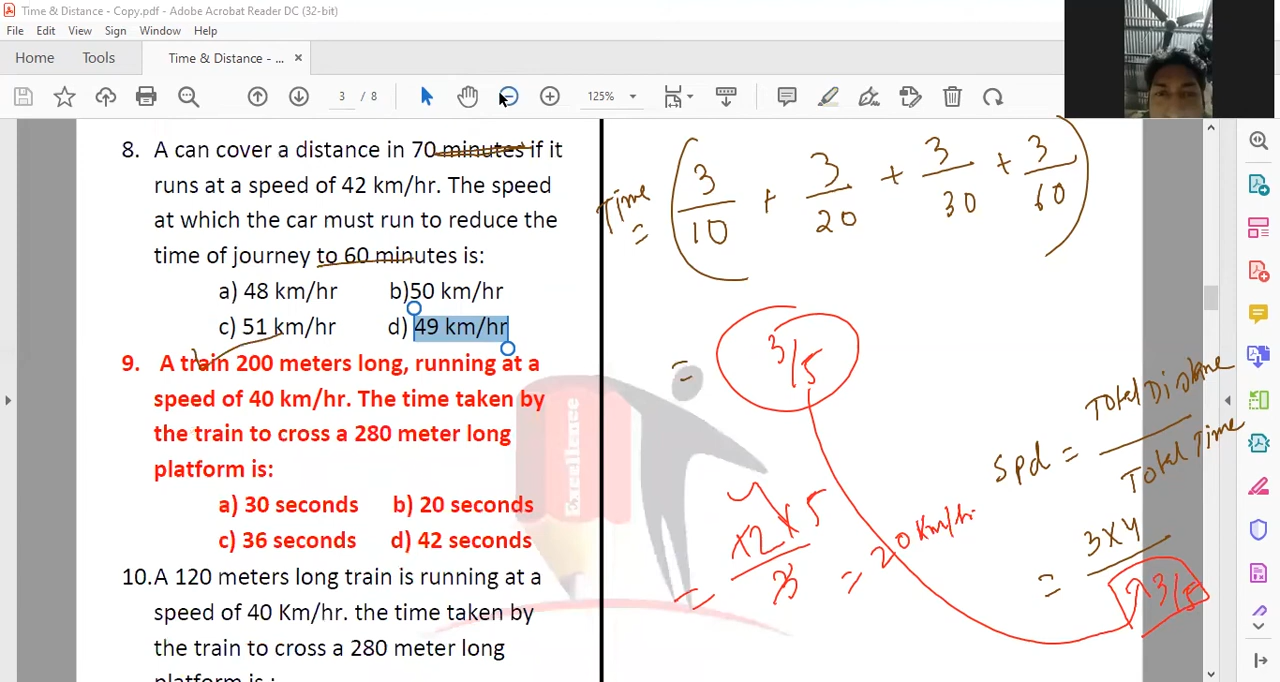 Time & Distance - Copy.pdf - Adobe Acrobat Reader DC (32-bit)
File Edit View Sign Window Help
Home Tools Time & Distance - ... ×
3 / 8 125%
8. A can cover a distance in 70 minutes if it
runs at a speed of 42 km/hr. The speed
at which the car must run to reduce the
time of journey to 60 minutes is:
a) 48 km/hr b)50 km/hr
c) 51 km/hr d) 49 km/hr
9. A train 200 meters long, running at a
speed of 40 km/hr. The time taken by
the train to cross a 280 meter long
platform is:
a) 30 seconds b) 20 seconds
c) 36 seconds d) 42 seconds
10.A 120 meters long train is running at a
speed of 40 Km/hr. the time taken by
the train to cross a 280 meter long
platform is :
Time = (3/10 + 3/20 + 3/30 + 3/60)
= 3/5
Spd = Total Distane / Total Time
= 3x4 / 3/5
= 20 Km/hr
Excellence